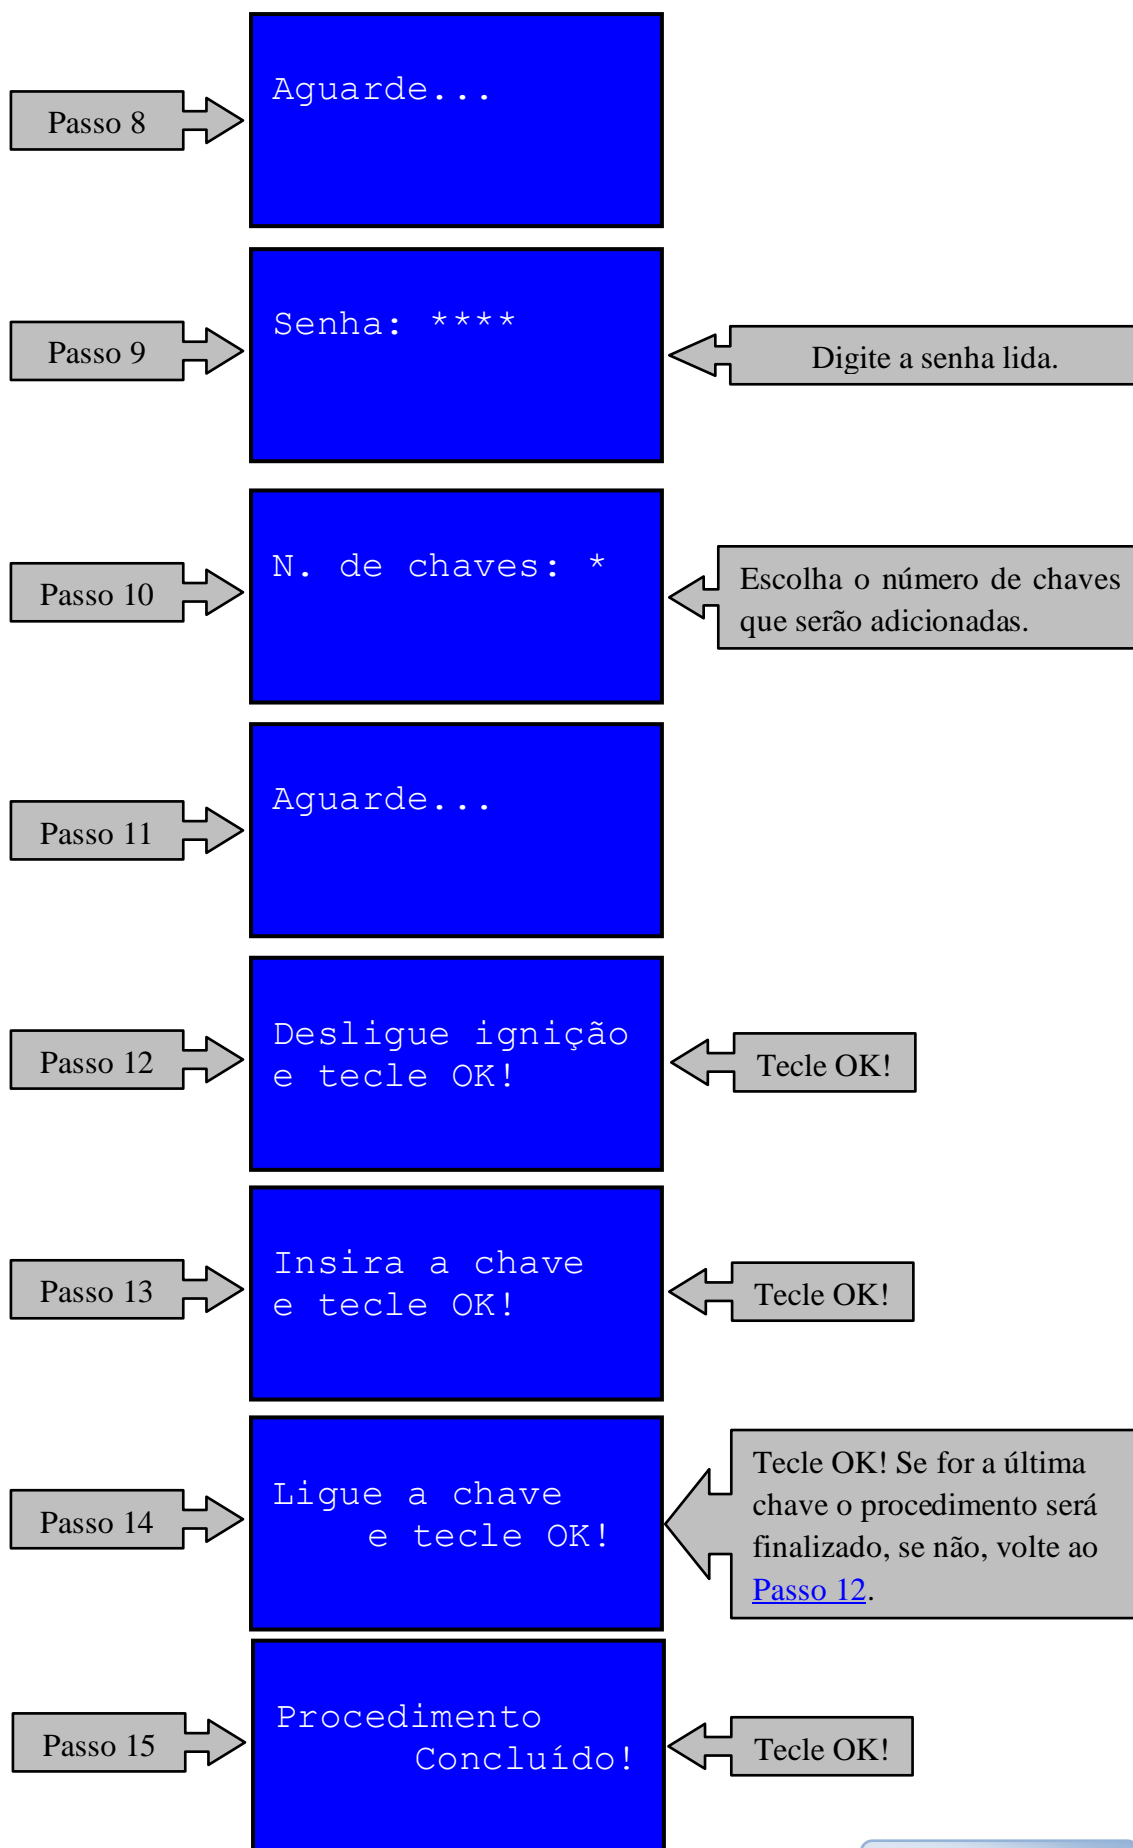 Passo 8
Aguarde...
Passo 9
Senha: ****
Digite a senha lida.
Passo 10
N. de chaves: *
Escolha o número de chaves
que serão adicionadas.
Passo 11
Aguarde...
Passo 12
Desligue ignição
e tecle OK!
Tecle OK!
Passo 13
Insira a chave
e tecle OK!
Tecle OK!
Passo 14
Ligue a chave
e tecle OK!
Tecle OK! Se for a última
chave o procedimento será
finalizado, se não, volte ao
Passo 12.
Passo 15
Procedimento
Concluído!
Tecle OK!